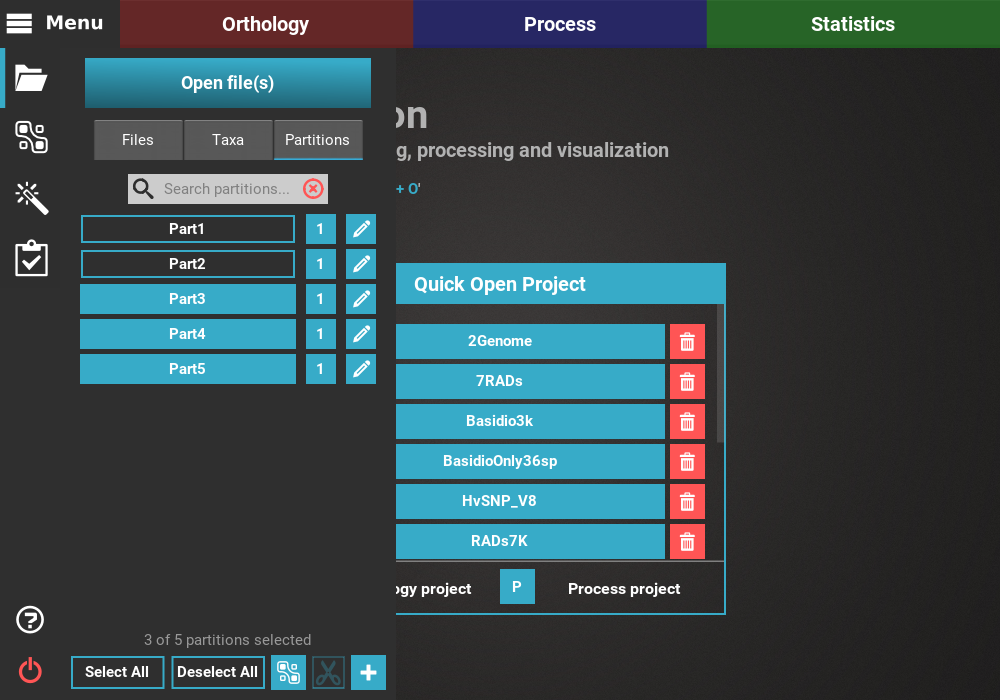 Menu
Orthology
Process
Statistics
Open file(s)
Files
Taxa
Partitions
Search partitions...
Part1
1
Part2
1
Part3
1
Part4
1
Part5
1
3 of 5 partitions selected
Select All
Deselect All
on
g, processing and visualization
+ O'
Quick Open Project
2Genome
7RADs
Basidio3k
BasidioOnly36sp
HvSNP_V8
RADs7K
ogy project
P
Process project